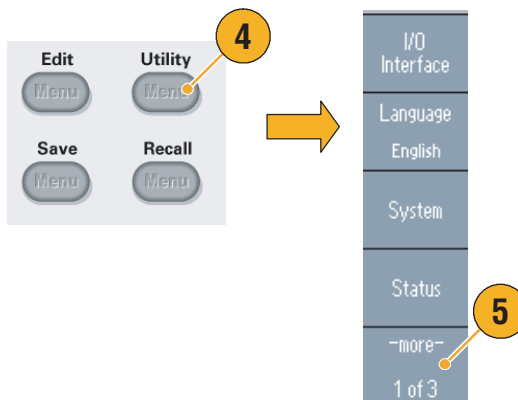 Edit
Utility
Menu
Menu
4
Save
Recall
Menu
Menu
I/O
Interface
Language
English
System
Status
-more-
1 of 3
5